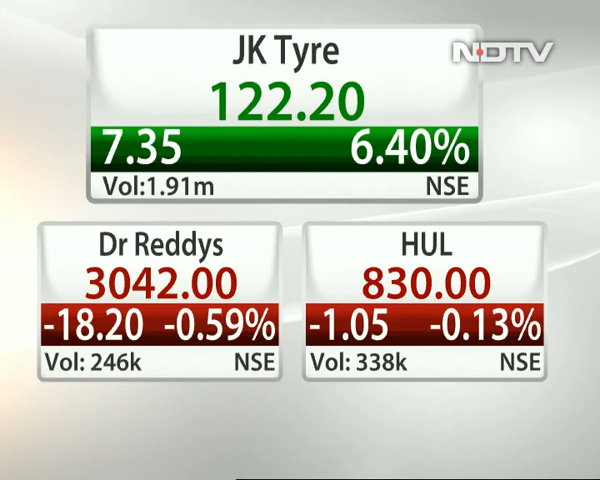 JK Tyre
NDTV
122.20
7.35 6.40%
Vol:1.91m NSE
Dr Reddys
3042.00
-18.20 -0.59%
Vol: 246k NSE
HUL
830.00
-1.05 -0.13%
Vol: 338k NSE